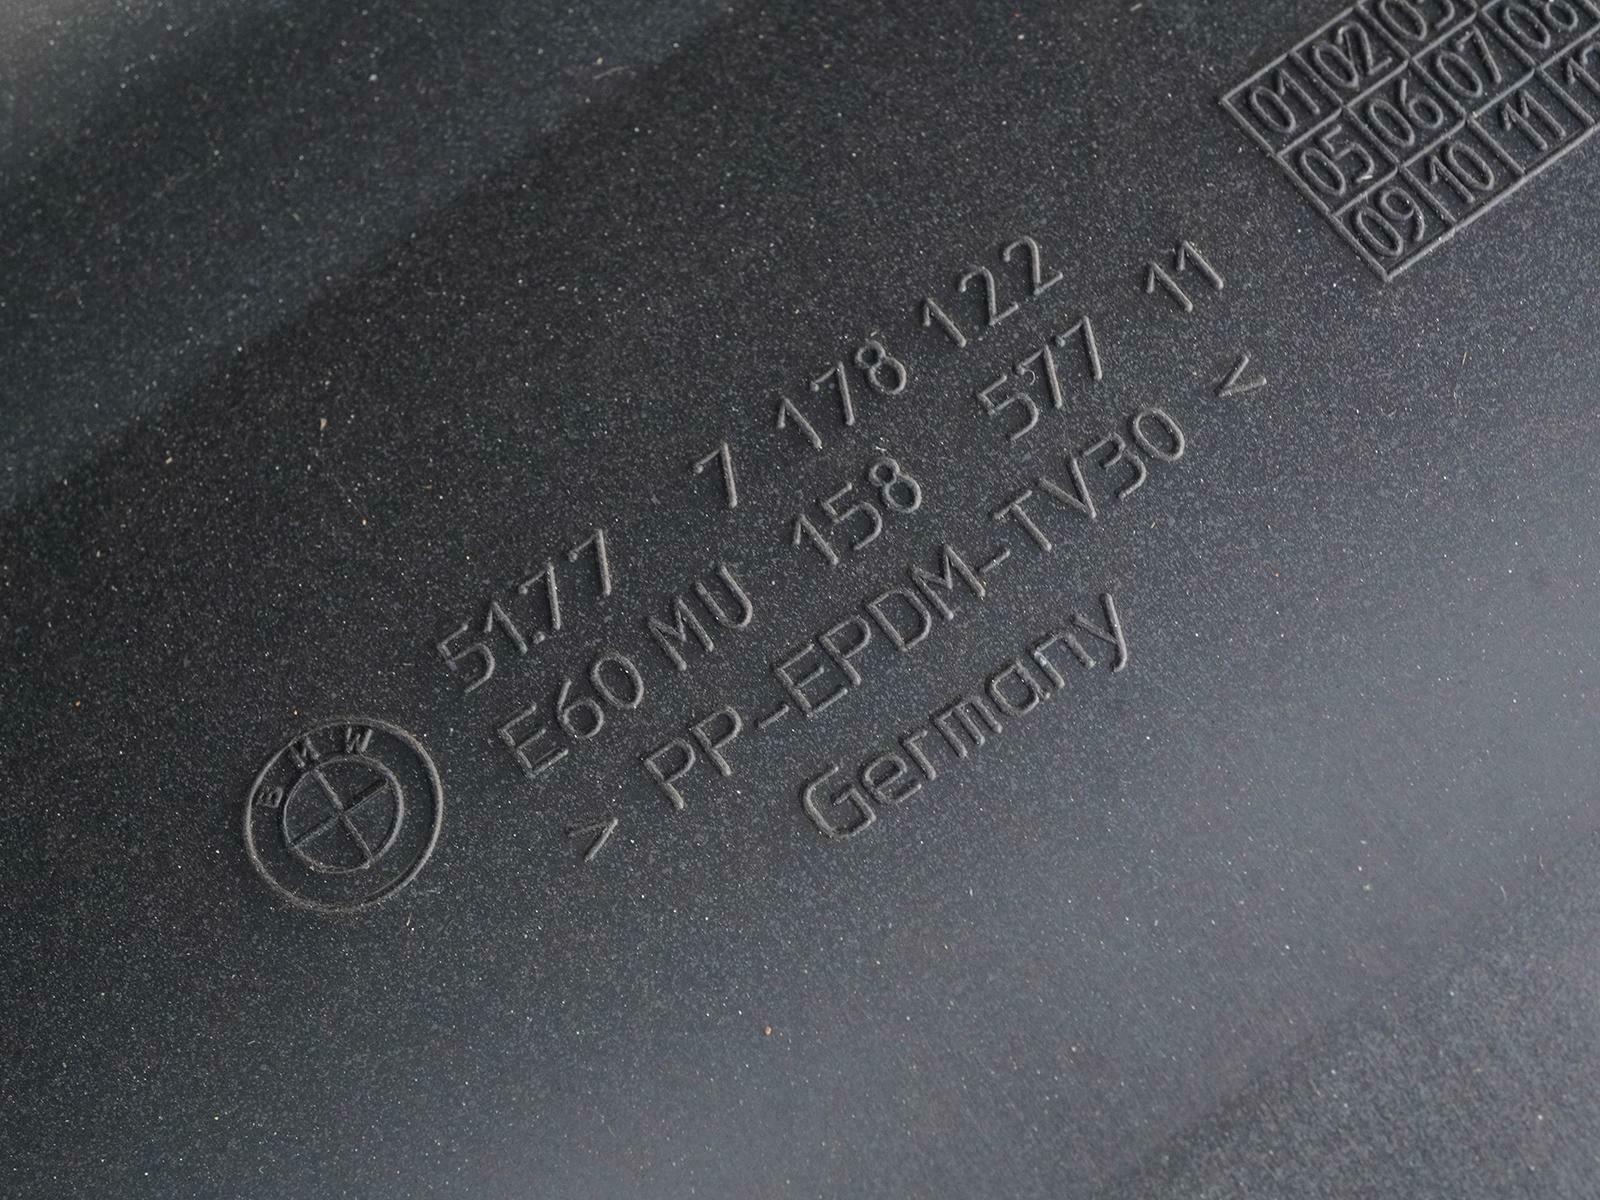 01 02 03
05 06 07 08
09 10 11
51.77 7 178 122
E60 MU 158 577 11
> PP-EPDM-TV30 <
Germany
BMW